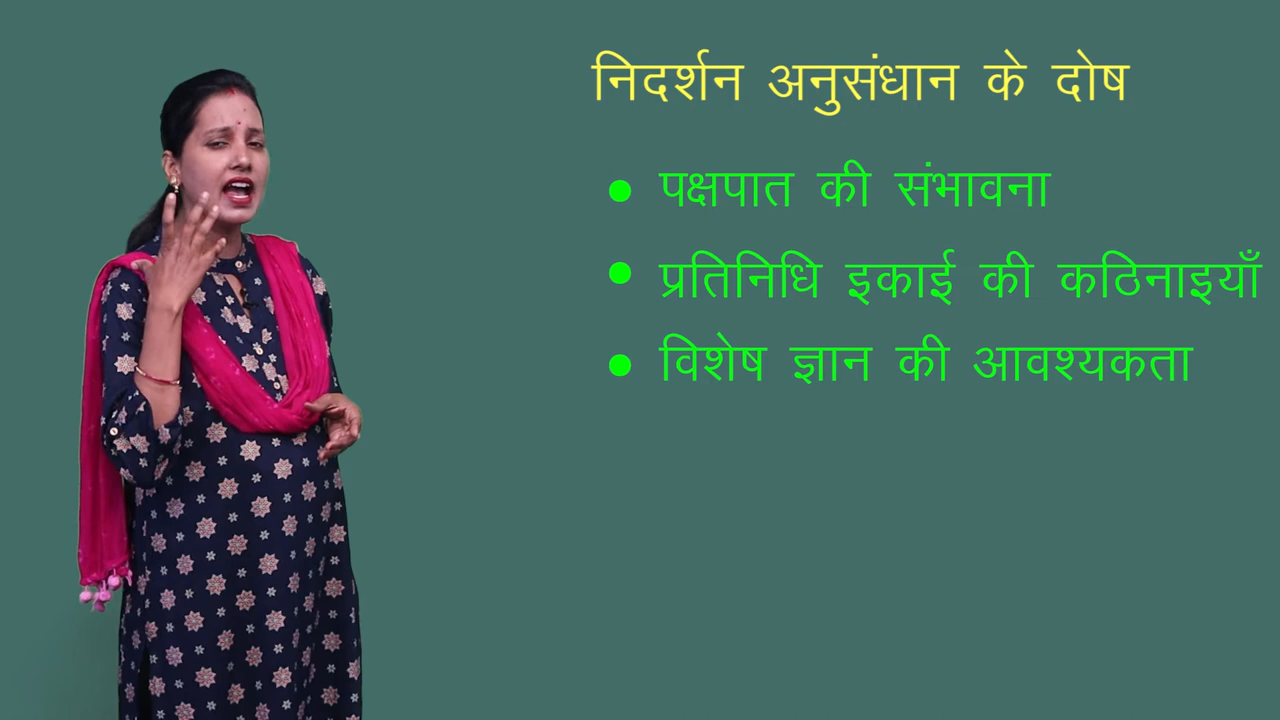 निदर्शन अनुसंधान के दोष
• पक्षपात की संभावना
• प्रतिनिधि इकाई की कठिनाइयाँ
• विशेष ज्ञान की आवश्यकता